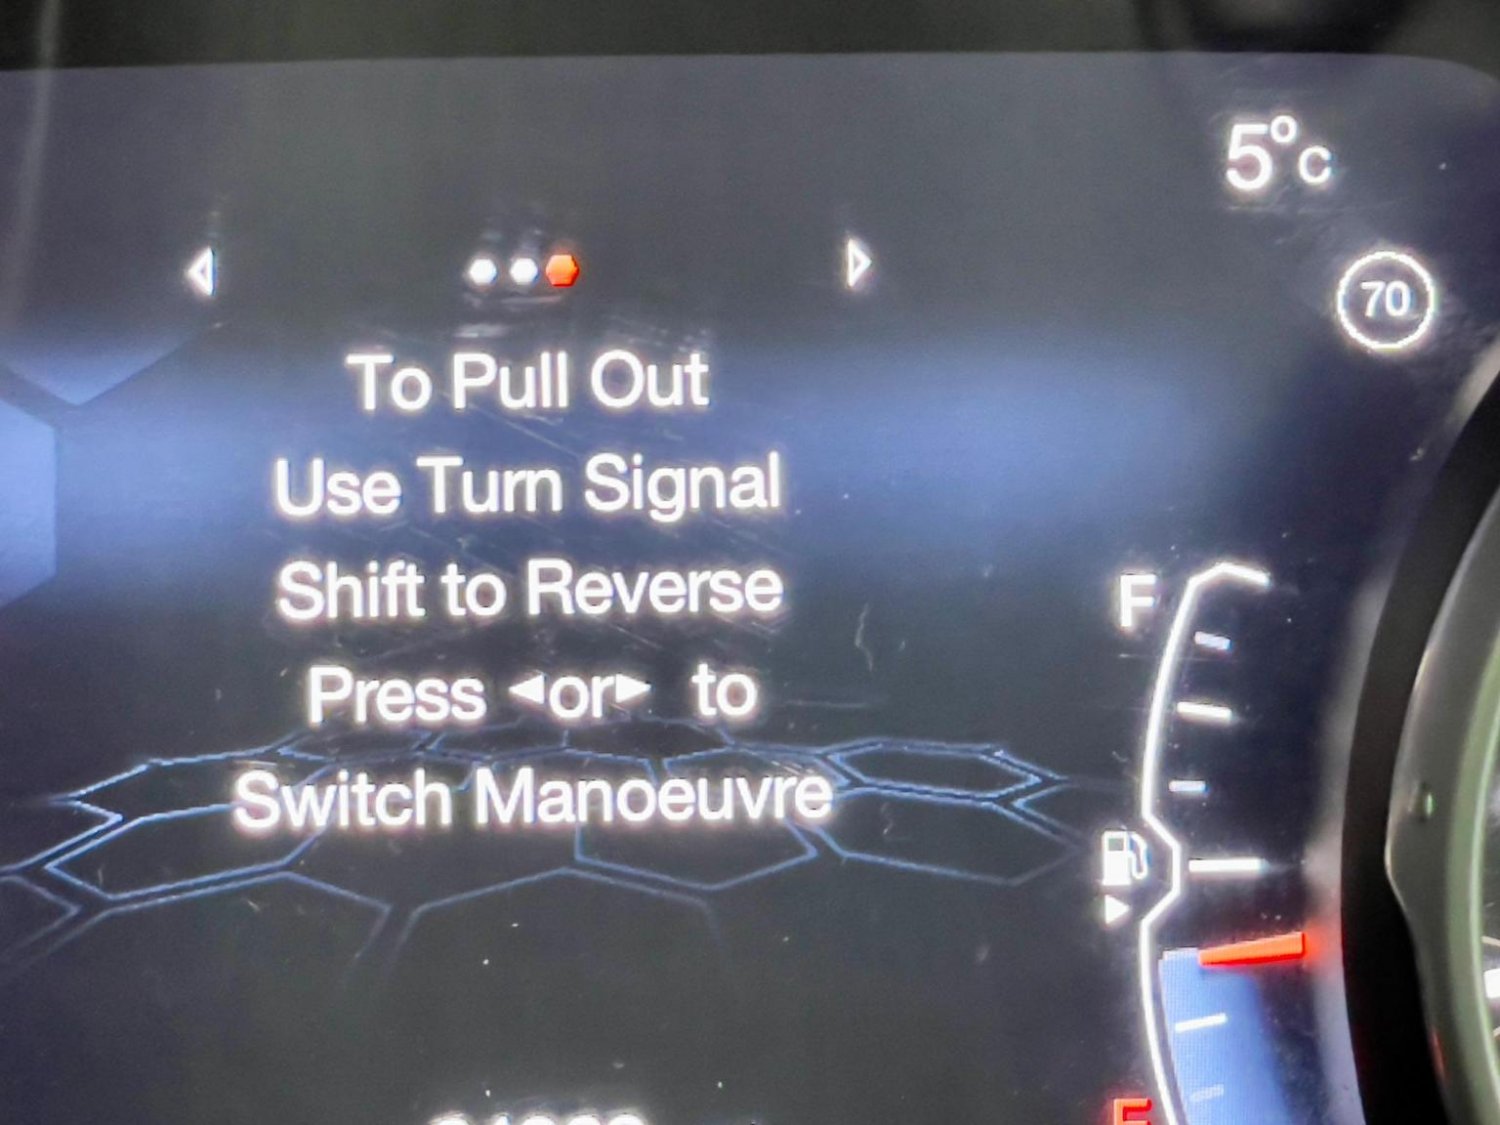 5°C
70
To Pull Out
Use Turn Signal
Shift to Reverse
Press ◄or► to
Switch Manoeuvre
F
E